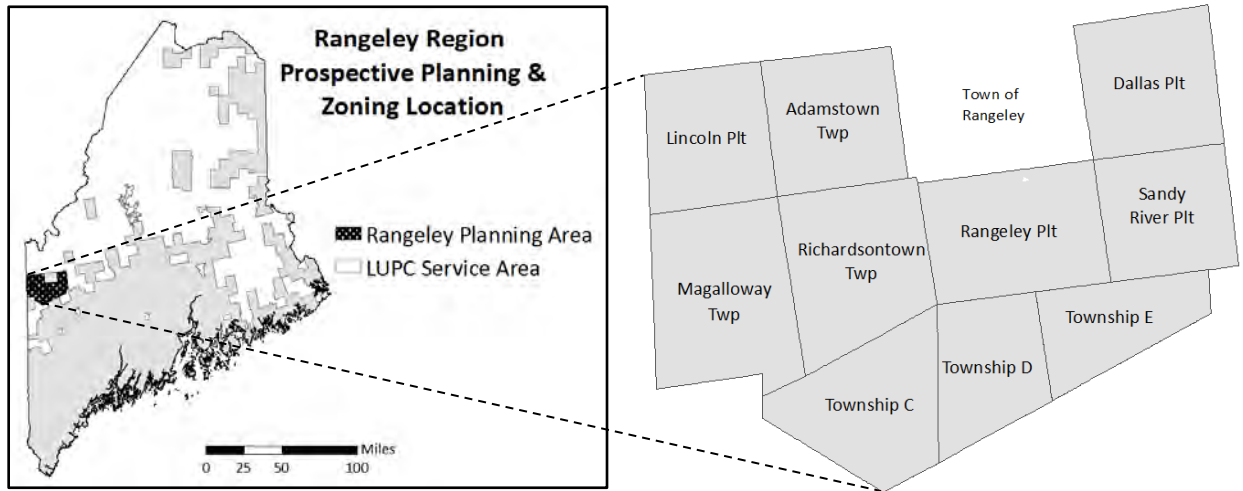 Rangeley Region
Prospective Planning &
Zoning Location
Rangeley Planning Area
LUPC Service Area
Miles
0 25 50 100
Lincoln Plt
Adamstown
Twp
Town of
Rangeley
Dallas Plt
Magalloway
Twp
Richardsontown
Twp
Rangeley Plt
Sandy
River Plt
Township C
Township D
Township E